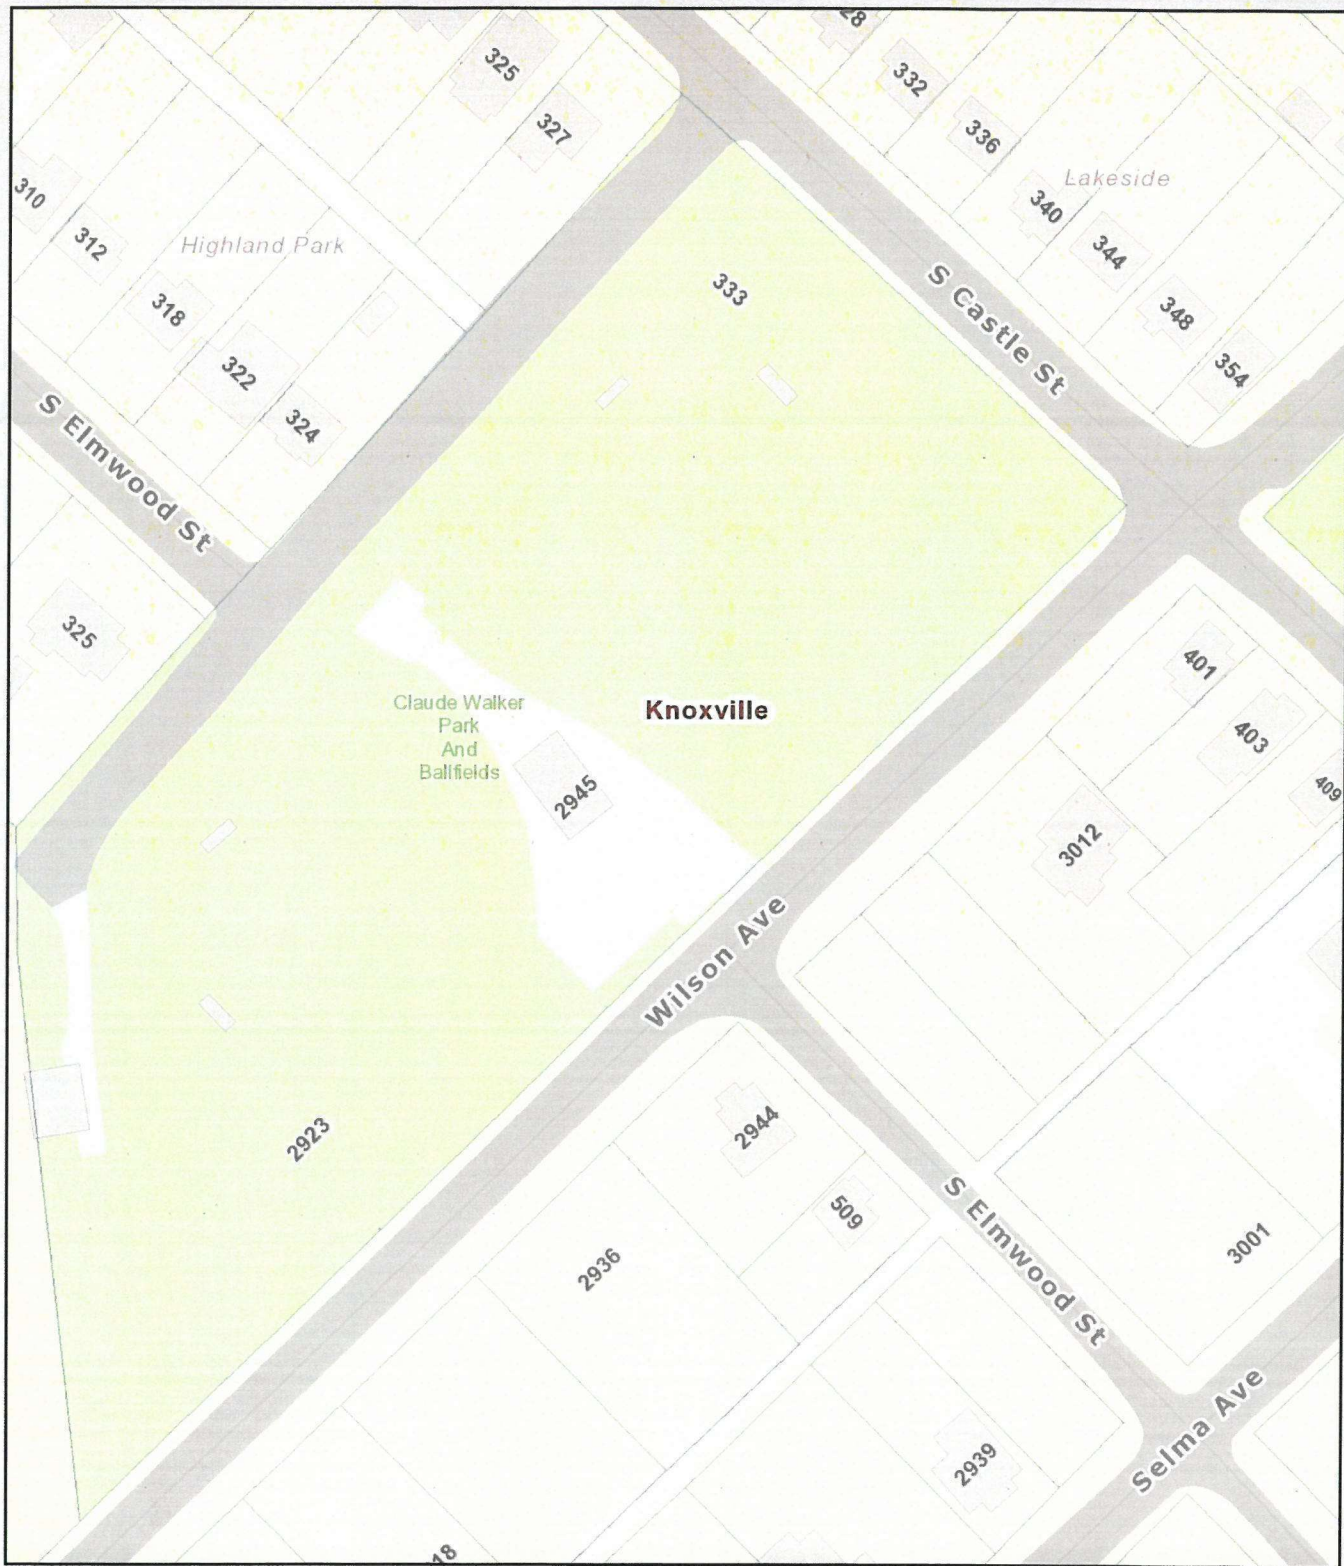 28
325
332
327
336
Lakeside
310
340
312
Highland Park
344
333
S Castle St
318
348
322
354
324
S Elmwood St
325
401
Claude Walker
Park
And
Ballfields
Knoxville
403
2945
409
3012
Wilson Ave
2923
2944
509
S Elmwood St
2936
3001
Selma Ave
2939
18